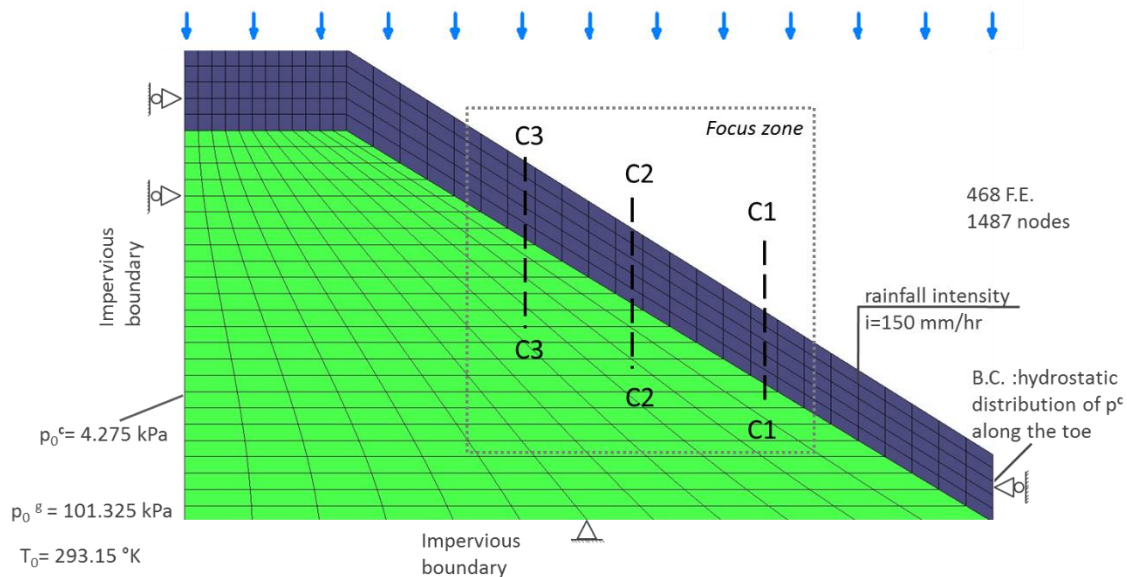 Focus zone
C3
C2
C1
C3
C2
C1
468 F.E.
1487 nodes
rainfall intensity
i=150 mm/hr
B.C. :hydrostatic
distribution of pᶜ
along the toe
Impervious
boundary
p₀ᶜ= 4.275 kPa
p₀ ᵍ = 101.325 kPa
T₀= 293.15 °K
Impervious
boundary